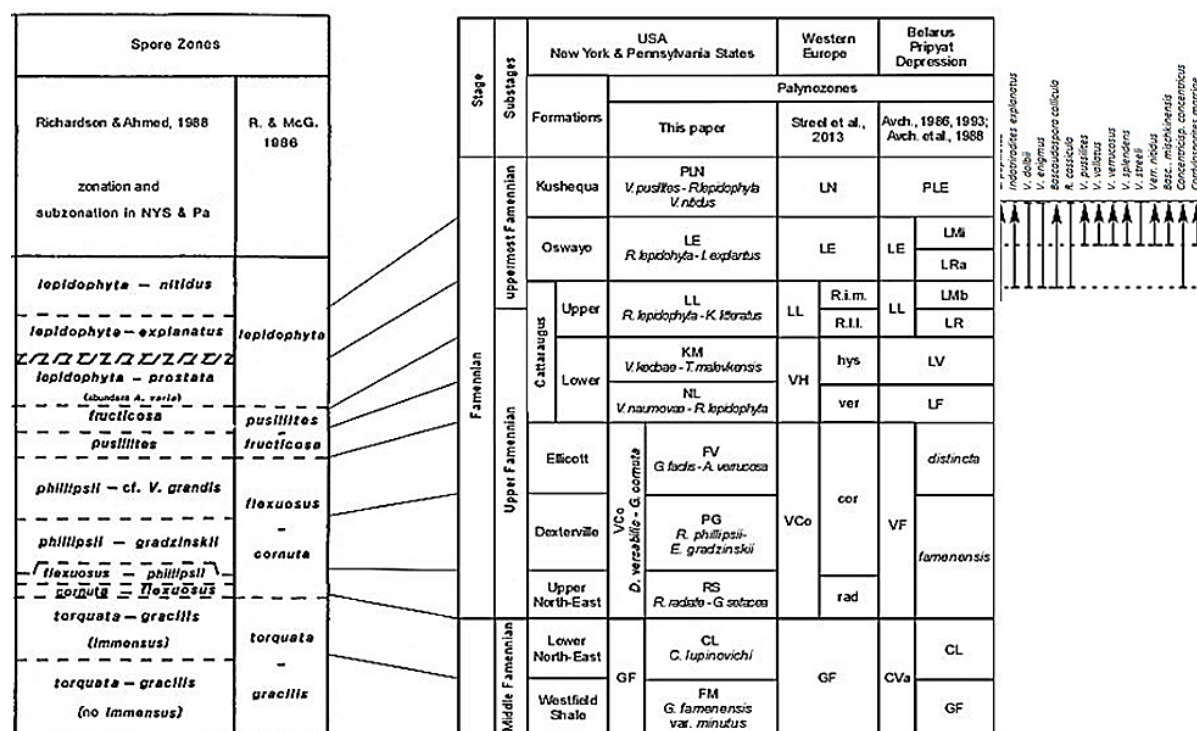 Spore Zones
Richardson & Ahmed, 1988
zonation and
subzonation in NYS & Pa
R. & McG.
1986
lepidophyta – nitidus
lepidophyta – explanatus
lepidophyta – prostata
(abundant A. varia)
fructicosa
pusillites
phillipsii – cf. V. grandis
phillipsii – gradzinskii
flexuosus – phillipsii
cornuta – flexuosus
torquata – gracilis
(immensus)
torquata – gracilis
(no immensus)
lepidophyta
pusillites
–
fructicosa
flexuosus
–
cornuta
torquata
–
gracilis
Stage
Substages
USA
New York & Pennsylvania States
Western
Europe
Belarus
Pripyat
Depression
Formations
Palynozones
This paper
Streel et al.,
2013
Avch., 1986, 1993;
Avch. et.al., 1988
Famennian
uppermost Famennian
Upper Famennian
Middle Famennian
Kushequa
PLN
V. pusillites - R.lepidophyta
V. nitidus
LN
PLE
Oswayo
LE
LE
LE
LMi
LRa
Cattaraugus
Upper
LL
R. lepidophyta - K. literatus
LL
R.i.m.
R.l.l.
LL
LMb
LR
Lower
KM
VH
hys
LV
NL
V. naumovae - R. lepidophyta
ver
LF
Ellicott
VCo
D. versabilis - G. cornuta
FV
G. facilis - A. verrucosa
VCo
cor
VF
distincta
Dexterville
PG
R. phillipsii-
E. gradzinskii
famenensis
Upper
North-East
RS
R. radiata - G. setacea
rad
Lower
North-East
GF
CL
C. lupinovichi
GF
CVa
CL
Westfield
Shale
FM
G. famenensis
var. minutus
GF
Indotriradites explanatus
V. dolbii
V. enigmus
R. cassicula
V. pusillites
V. vallatus
V. verrucosus
V. splendens
V. streeli
Verr. nitidus
Basc.. mischkinensis
Concentricisp. concentricus